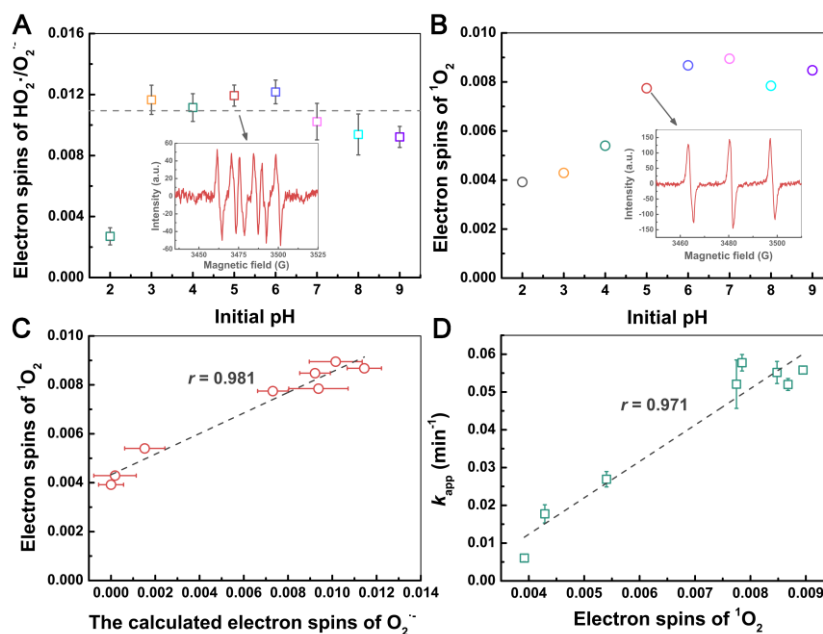 A
Electron spins of HO₂·/O₂·⁻
0.016
0.012
0.008
0.004
0.000
2 3 4 5 6 7 8 9
Initial pH
Intensity (a.u.)
60
40
20
0
-20
-40
-60
3450 3475 3500 3525
Magnetic field (G)
B
Electron spins of ¹O₂
0.010
0.008
0.006
0.004
0.002
0.000
2 3 4 5 6 7 8 9
Initial pH
Intensity (a.u.)
150
100
50
0
-50
-100
-150
3460 3480 3500
Magnetic field (G)
C
Electron spins of ¹O₂
0.010
0.008
0.006
0.004
0.002
0.000
r = 0.981
0.000 0.002 0.004 0.006 0.008 0.010 0.012 0.014
The calculated electron spins of O₂·⁻
D
kapp (min⁻¹)
0.06
0.05
0.04
0.03
0.02
0.01
0.00
r = 0.971
0.004 0.005 0.006 0.007 0.008 0.009
Electron spins of ¹O₂